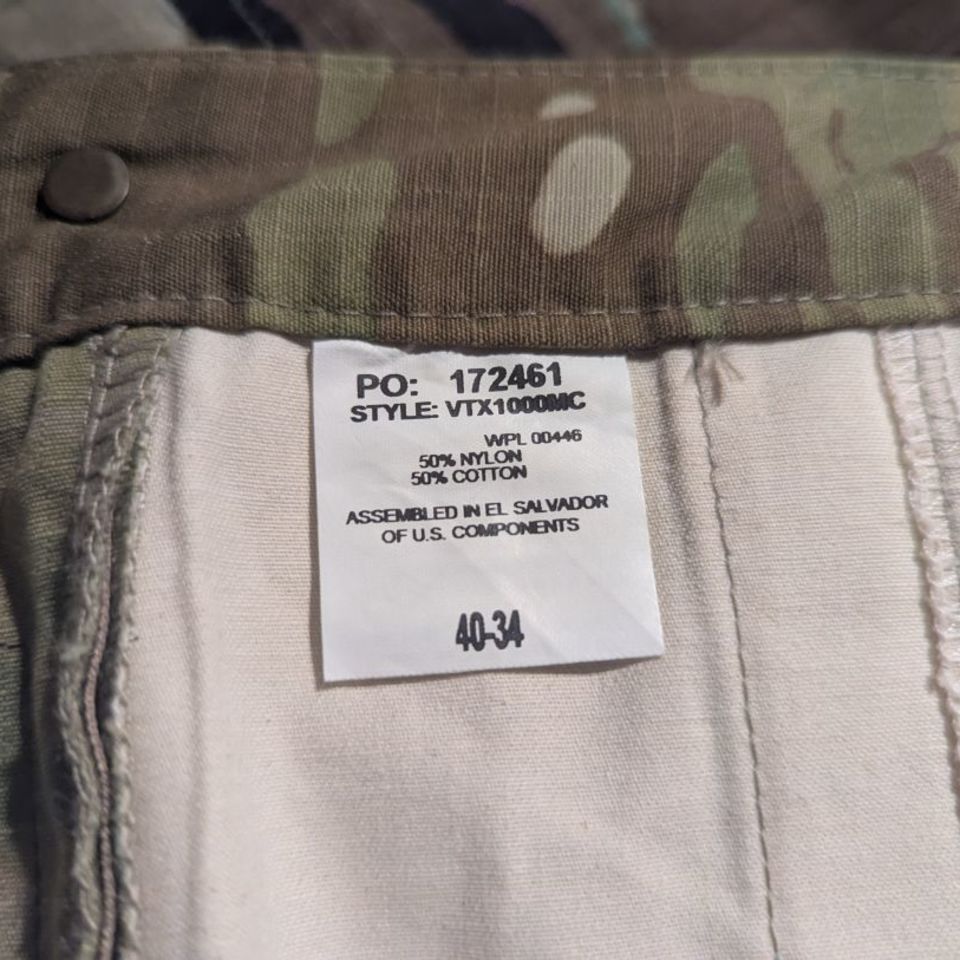 PO: 172461
STYLE: VTX1000MC
WPL 00446
50% NYLON
50% COTTON
ASSEMBLED IN EL SALVADOR
OF U.S. COMPONENTS
40-34